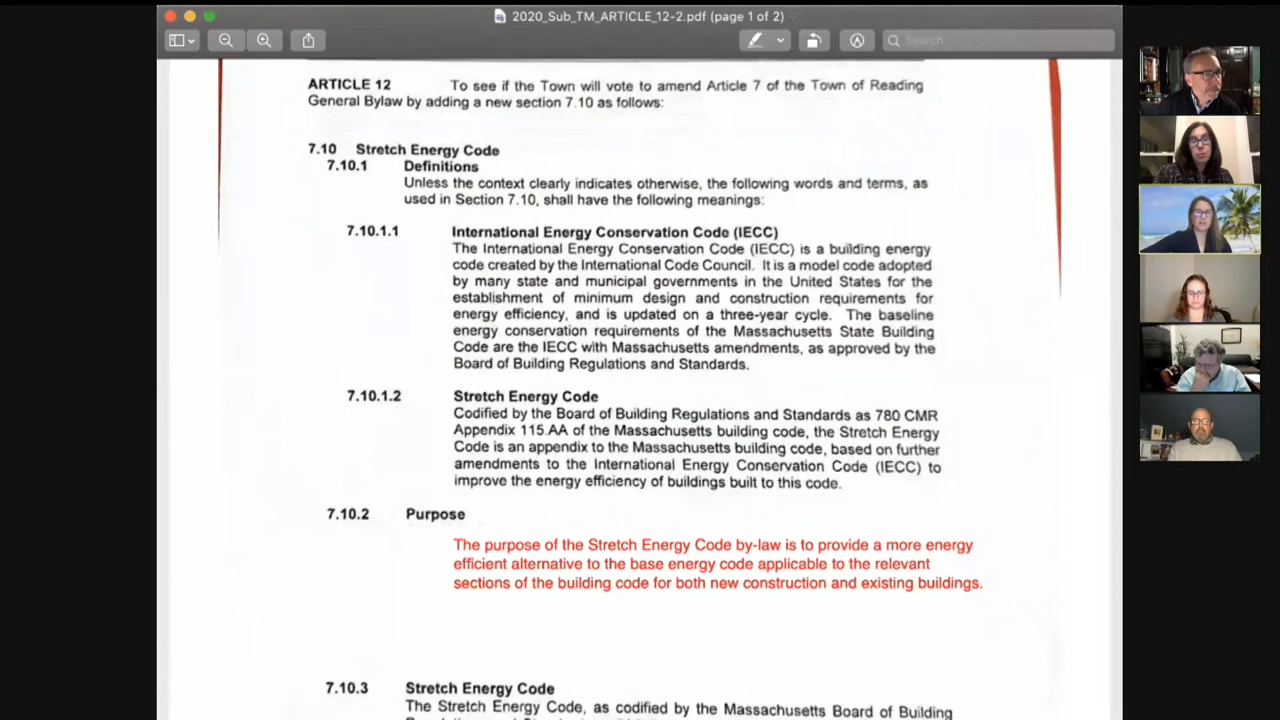 2020_Sub_TM_ARTICLE_12-2.pdf (page 1 of 2)
Search
ARTICLE 12 To see if the Town will vote to amend Article 7 of the Town of Reading
General Bylaw by adding a new section 7.10 as follows:
7.10 Stretch Energy Code
7.10.1 Definitions
Unless the context clearly indicates otherwise, the following words and terms, as
used in Section 7.10, shall have the following meanings:
7.10.1.1 International Energy Conservation Code (IECC)
The International Energy Conservation Code (IECC) is a building energy
code created by the International Code Council. It is a model code adopted
by many state and municipal governments in the United States for the
establishment of minimum design and construction requirements for
energy efficiency, and is updated on a three-year cycle. The baseline
energy conservation requirements of the Massachusetts State Building
Code are the IECC with Massachusetts amendments, as approved by the
Board of Building Regulations and Standards.
7.10.1.2 Stretch Energy Code
Codified by the Board of Building Regulations and Standards as 780 CMR
Appendix 115.AA of the Massachusetts building code, the Stretch Energy
Code is an appendix to the Massachusetts building code, based on further
amendments to the International Energy Conservation Code (IECC) to
improve the energy efficiency of buildings built to this code.
7.10.2 Purpose
The purpose of the Stretch Energy Code by-law is to provide a more energy
efficient alternative to the base energy code applicable to the relevant
sections of the building code for both new construction and existing buildings.
7.10.3 Stretch Energy Code
The Stretch Energy Code, as codified by the Massachusetts Board of Building